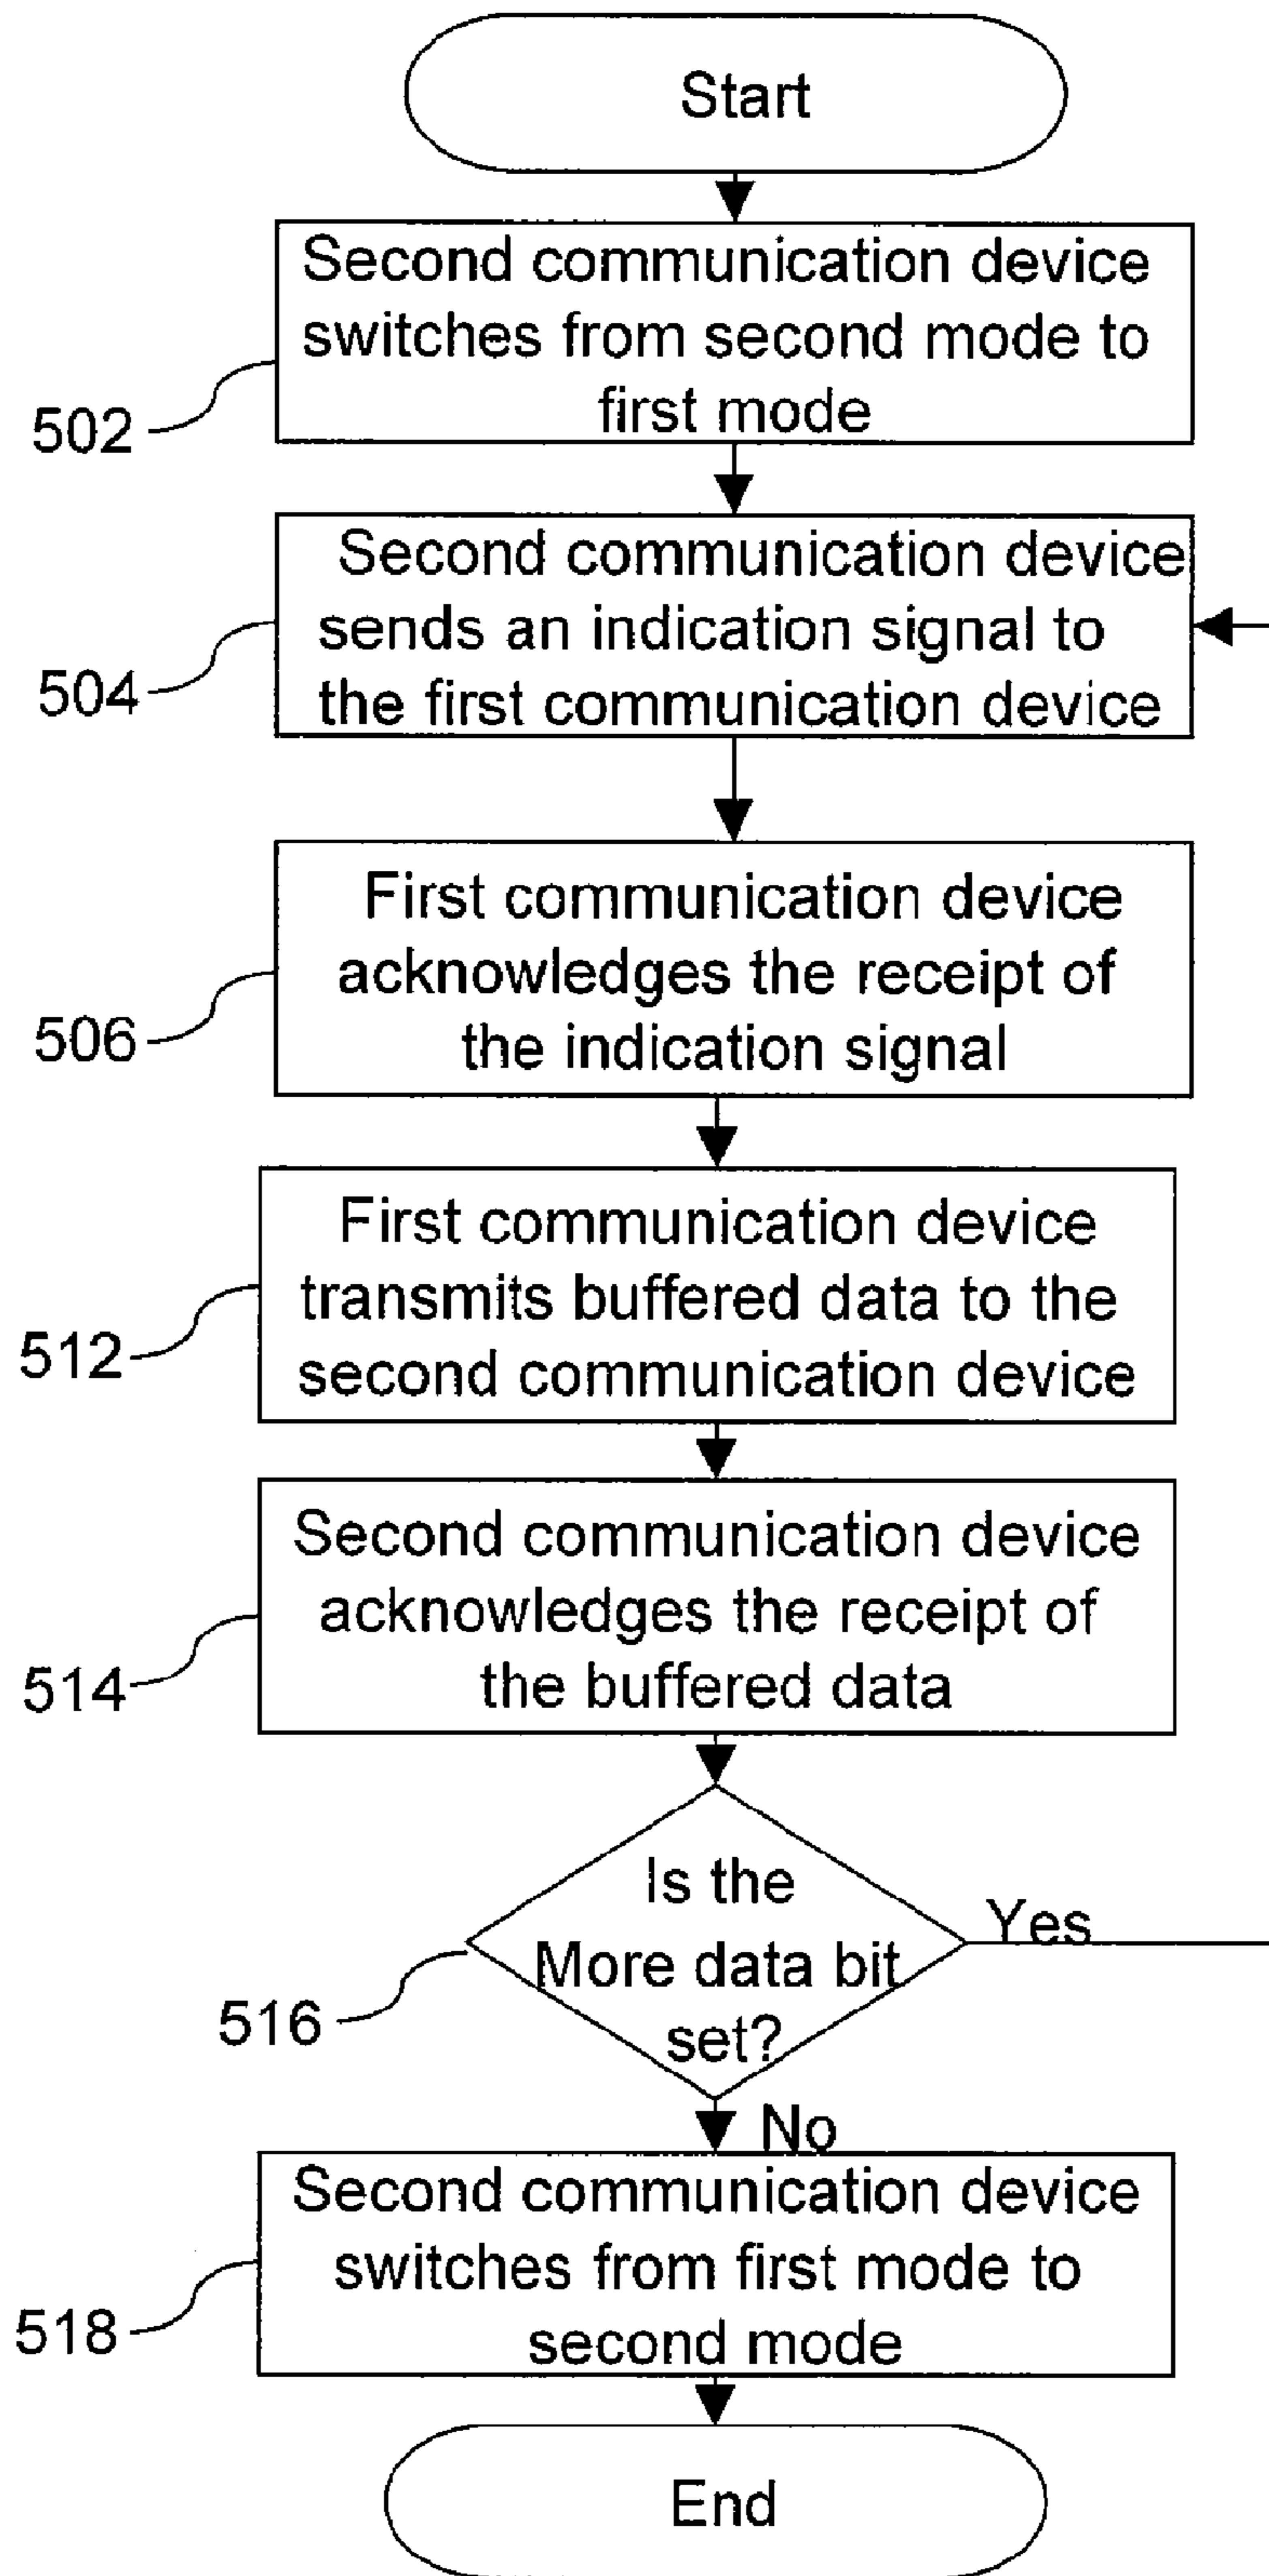 Start
Second communication device
switches from second mode to
first mode
502
Second communication device
sends an indication signal to
the first communication device
504
First communication device
acknowledges the receipt of
the indication signal
506
First communication device
transmits buffered data to the
second communication device
512
Second communication device
acknowledges the receipt of
the buffered data
514
Is the
More data bit
set?
Yes
516
No
Second communication device
switches from first mode to
second mode
518
End